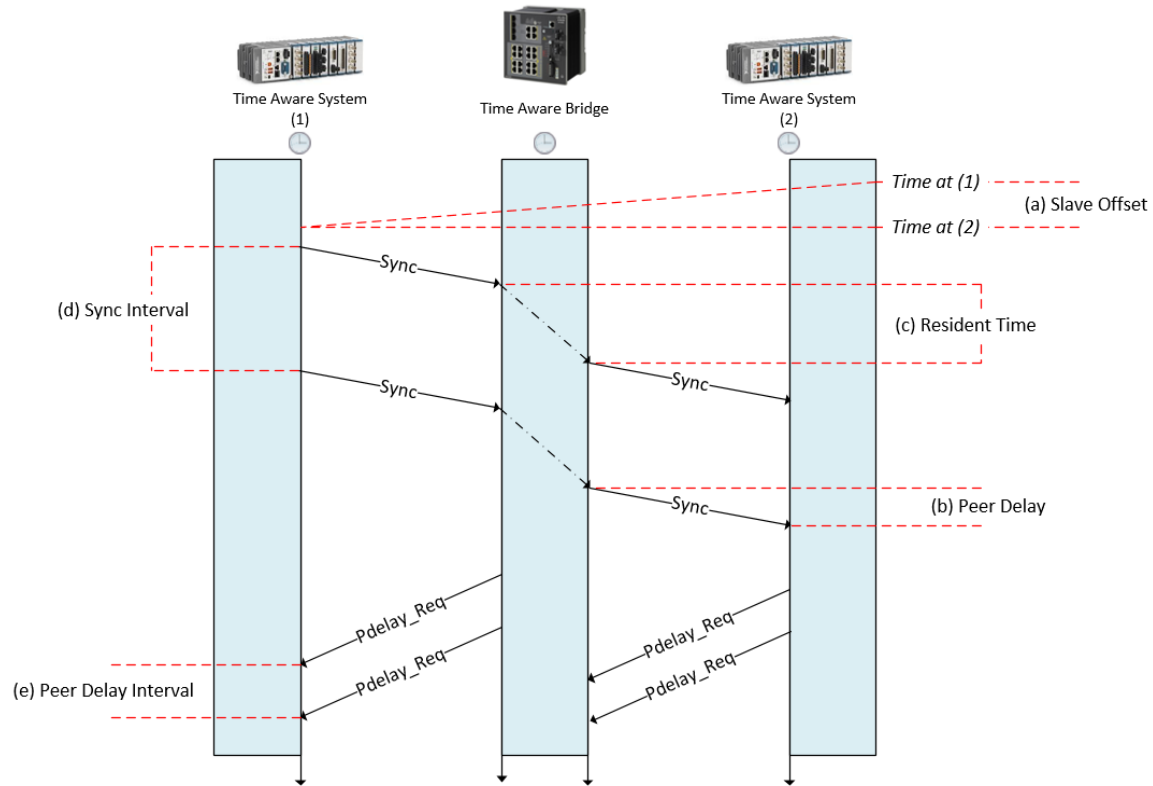 Time Aware System
(1)
Time Aware Bridge
Time Aware System
(2)
Time at (1)
(a) Slave Offset
Time at (2)
Sync
(d) Sync Interval
(c) Resident Time
Sync
Sync
Sync
(b) Peer Delay
Pdelay_Req
Pdelay_Req
Pdelay_Req
Pdelay_Req
(e) Peer Delay Interval